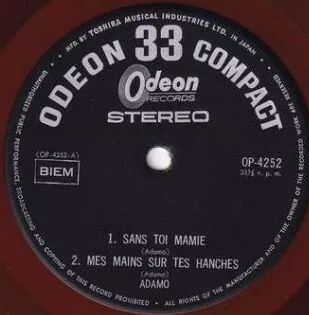 MFD. BY TOSHIBA MUSICAL INDUSTRIES LTD. IN JAPAN.
ALL RIGHTS OF THE MANUFACTURER AND OF THE OWNER OF THE RECORDED WORK ARE RESERVED
UNAUTHORIZED PUBLIC PERFORMANCE, BROADCASTING AND COPYING OF THIS RECORD PROHIBITED
ODEON 33 COMPACT
Odeon
RECORDS
STEREO
(OP-4252-A)
BIEM
OP-4252
33⅓ r. p. m.
1. SANS TOI MAMIE
(Adamo)
2. MES MAINS SUR TES HANCHES
(Adamo)
ADAMO